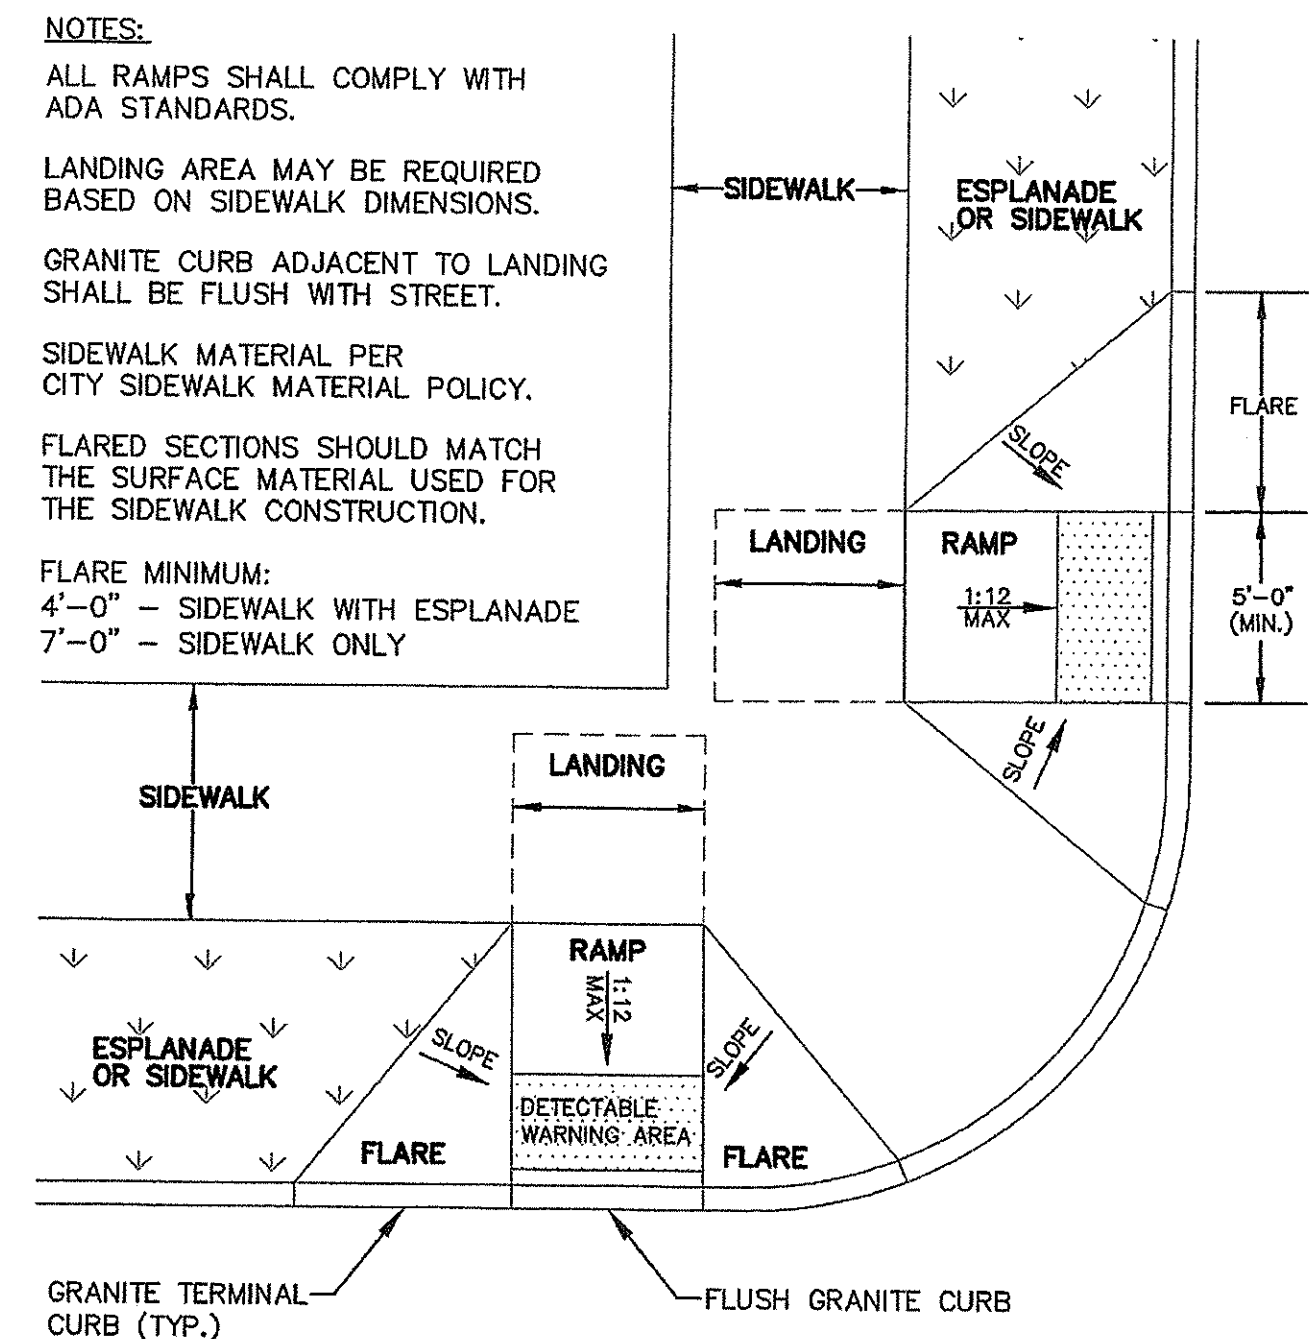 NOTES:
ALL RAMPS SHALL COMPLY WITH
ADA STANDARDS.
LANDING AREA MAY BE REQUIRED
BASED ON SIDEWALK DIMENSIONS.
GRANITE CURB ADJACENT TO LANDING
SHALL BE FLUSH WITH STREET.
SIDEWALK MATERIAL PER
CITY SIDEWALK MATERIAL POLICY.
FLARED SECTIONS SHOULD MATCH
THE SURFACE MATERIAL USED FOR
THE SIDEWALK CONSTRUCTION.
FLARE MINIMUM:
4'-0" – SIDEWALK WITH ESPLANADE
7'-0" – SIDEWALK ONLY
SIDEWALK
ESPLANADE
OR SIDEWALK
FLARE
SLOPE
LANDING
RAMP
1:12
MAX
5'-0"
(MIN.)
SLOPE
SIDEWALK
LANDING
RAMP
1:12
MAX
ESPLANADE
OR SIDEWALK
SLOPE
SLOPE
DETECTABLE
WARNING AREA
FLARE
FLARE
GRANITE TERMINAL
CURB (TYP.)
FLUSH GRANITE CURB